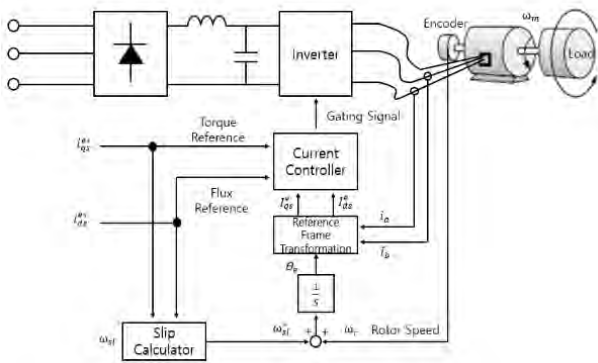 Encoder
ωm
Inverter
Load
Gating Signal
Torque
Reference
I_qs^e*
Current
Controller
Flux
Reference
I_ds^e*
I_qs^e
I_ds^e
i_a
Reference
Frame
Transformation
i_b
θ_e
1
s
ω_sl
Slip
Calculator
ω_sl^*
+
+
ω_r
Rotor Speed